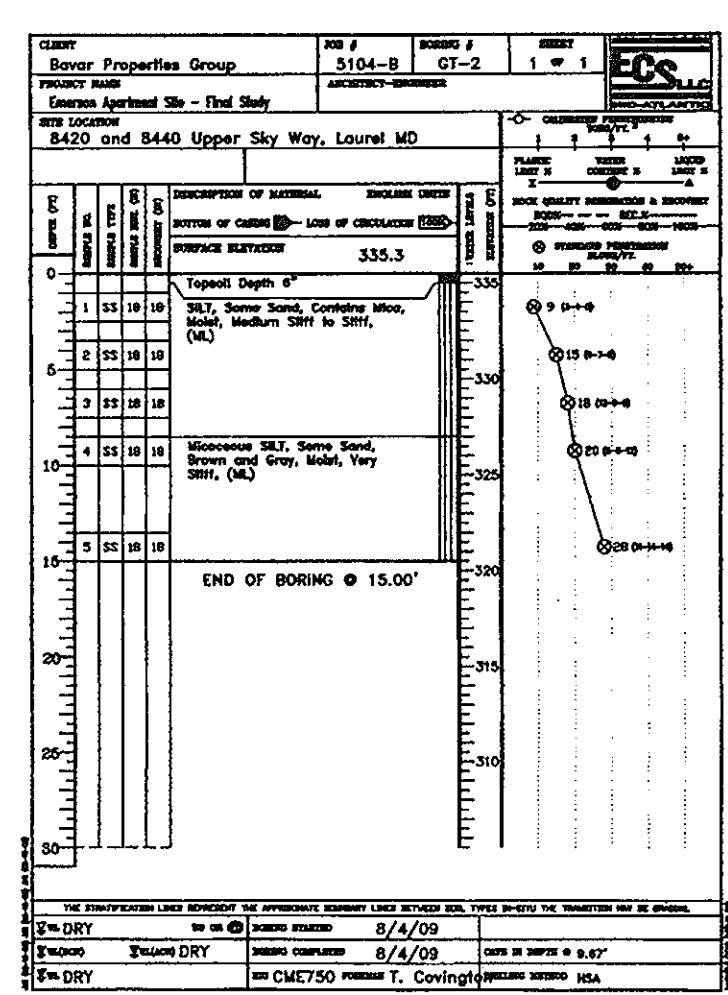 CLIENT
Bavar Properties Group
JOB #
5104-B
BORING #
GT-2
SHEET
1 OF 1
ECS LLC
MID-ATLANTIC
PROJECT NAME
Emerson Apartment Site - Final Study
ARCHITECT-ENGINEER
SITE LOCATION
8420 and 8440 Upper Sky Way, Laurel MD
CALIBRATED PENETROMETER
TONS/FT.²
1 2 3 4 5+
PLASTIC LIMIT %
WATER CONTENT %
LIQUID LIMIT %
X
ROCK QUALITY DESIGNATION & RECOVERY
RQD%
REC.%
20% 40% 60% 80% 100%
STANDARD PENETRATION
BLOWS/FT.
10 20 30 40 50+
DEPTH (FT)
SAMPLE NO.
SAMPLE TYPE
SAMPLE DIST. (IN)
RECOVERY (IN)
DESCRIPTION OF MATERIAL
ENGLISH UNITS
BOTTOM OF CASING
LOSS OF CIRCULATION
100%
SURFACE ELEVATION
335.3
WATER LEVELS
ELEVATION (FT)
0
Topsoil Depth 6"
335
1 SS 18 18
SILT, Some Sand, Contains Mica,
Moist, Medium Stiff to Stiff,
(ML)
9
2 SS 18 18
15
5
330
3 SS 18 18
18
4 SS 18 18
Micaceous SILT, Some Sand,
Brown and Gray, Moist, Very
Stiff, (ML)
20
10
325
5 SS 18 18
28 (14-14-14)
15
END OF BORING @ 15.00'
320
20
315
25
310
30
THE STRATIFICATION LINES REPRESENT THE APPROXIMATE BOUNDARY LINES BETWEEN SOIL TYPES IN-SITU THE TRANSITION MAY BE GRADUAL
WL DRY
WS OR
BORING STARTED
8/4/09
WL(BCR)
WL(ACR) DRY
BORING COMPLETED
8/4/09
CAVE IN DEPTH @ 9.67'
WL DRY
RIG CME750
FOREMAN T. Covington
DRILLING METHOD HSA